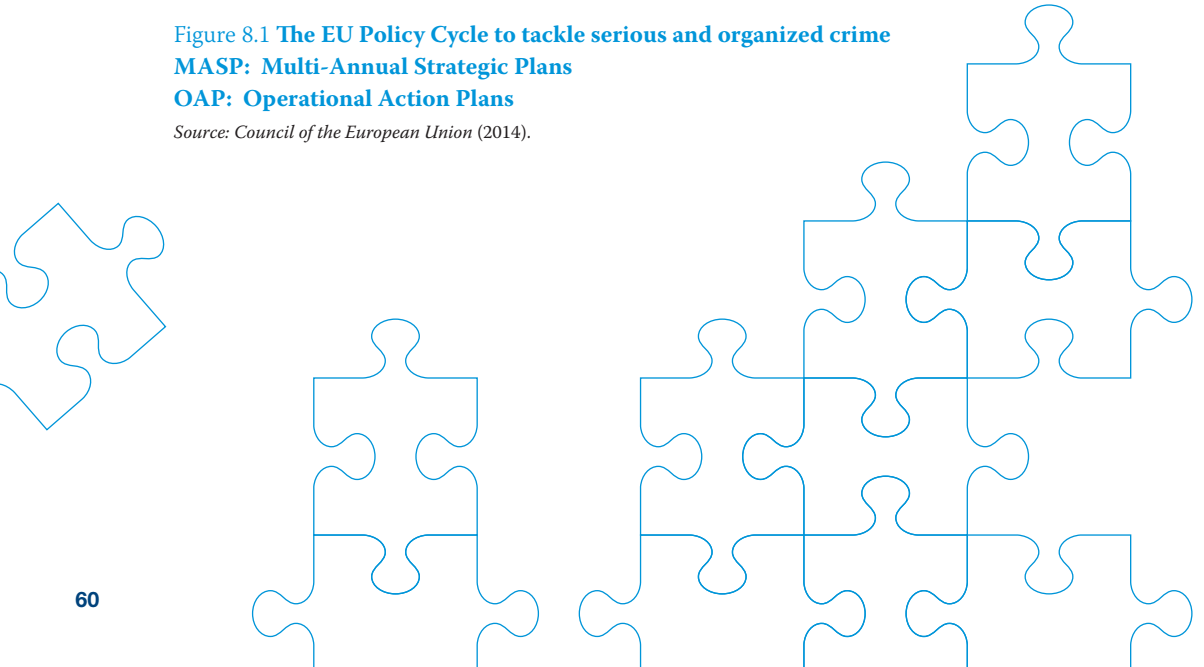 Figure 8.1 The EU Policy Cycle to tackle serious and organized crime
MASP: Multi-Annual Strategic Plans
OAP: Operational Action Plans
Source: Council of the European Union (2014).
60